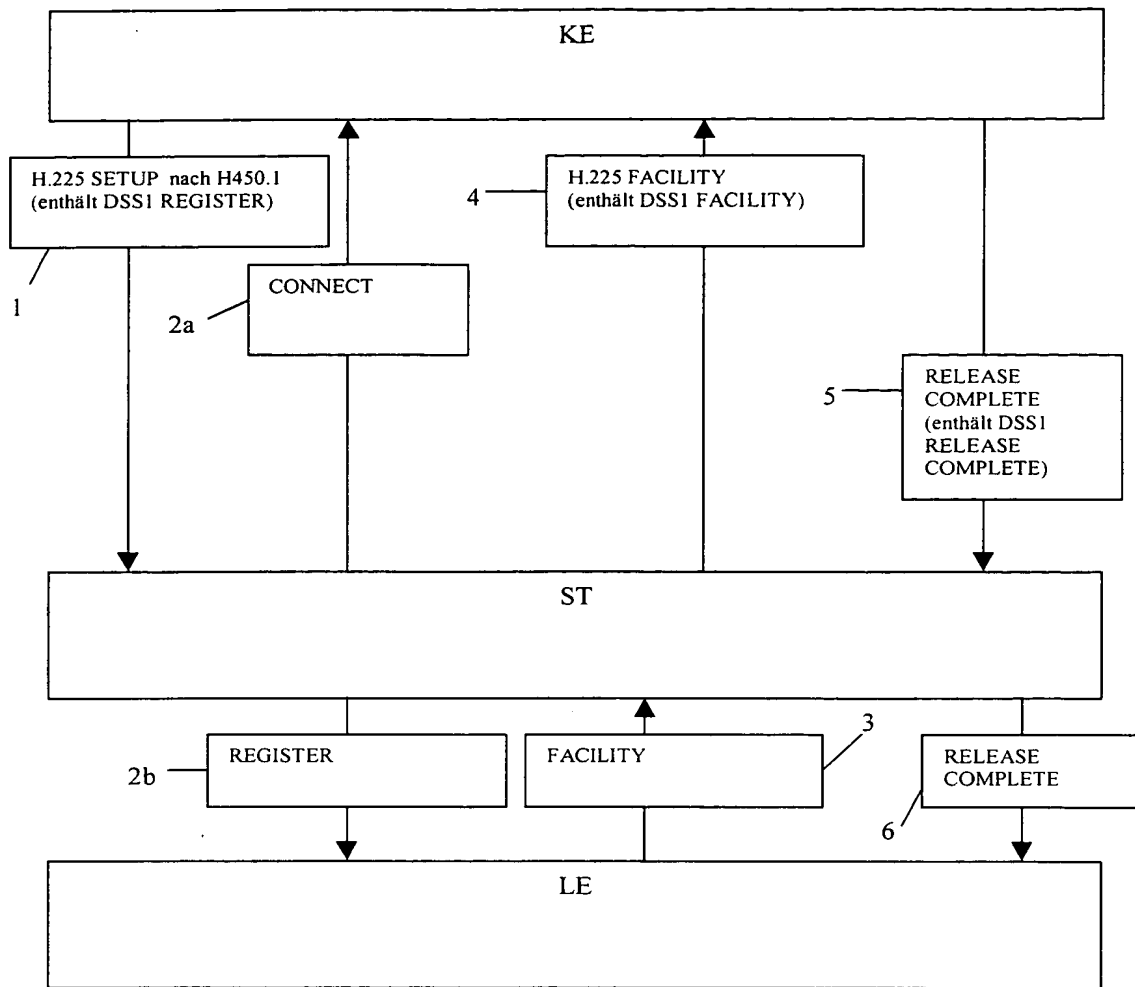 KE
H.225 SETUP nach H450.1
(enthält DSS1 REGISTER)
1
CONNECT
2a
H.225 FACILITY
(enthält DSS1 FACILITY)
4
RELEASE
COMPLETE
(enthält DSS1
RELEASE
COMPLETE)
5
ST
REGISTER
2b
FACILITY
3
RELEASE
COMPLETE
6
LE